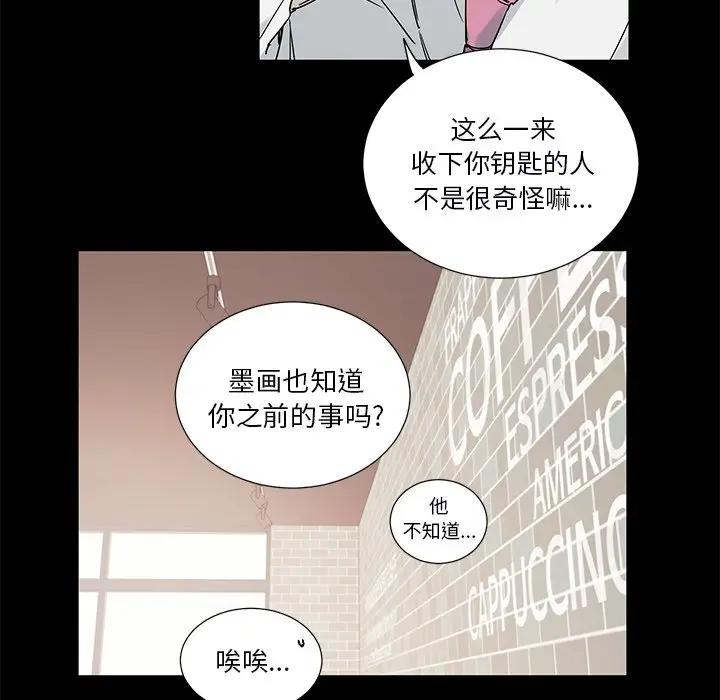 这么一来
收下你钥匙的人
不是很奇怪嘛...
墨画也知道
你之前的事吗?
他
不知道...
唉唉...
COFFEE
ESPRESS
AMERIC
CAPPUCCINO